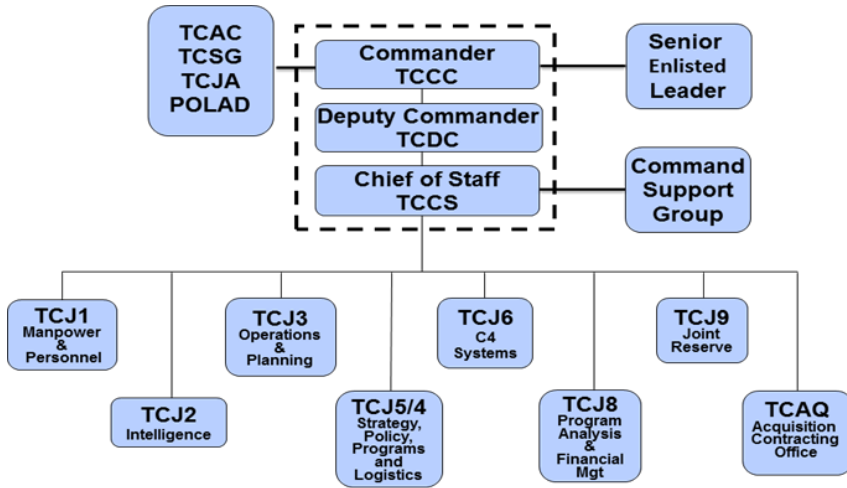 TCAC
TCSG
TCJA
POLAD
Commander
TCCC
Senior
Enlisted
Leader
Deputy Commander
TCDC
Chief of Staff
TCCS
Command
Support
Group
TCJ1
Manpower
&
Personnel
TCJ2
Intelligence
TCJ3
Operations
&
Planning
TCJ5/4
Strategy,
Policy,
Programs
and
Logistics
TCJ6
C4
Systems
TCJ8
Program
Analysis
&
Financial
Mgt
TCJ9
Joint
Reserve
TCAQ
Acquisition
Contracting
Office